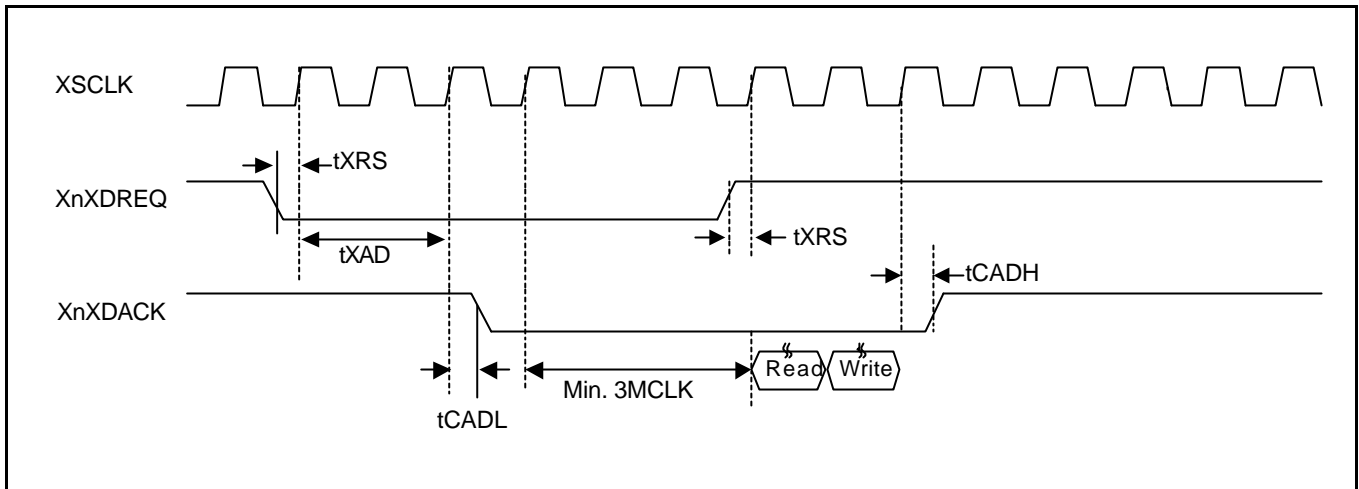 XSCLK
tXRS
XnXDREQ
tXRS
tXAD
tCADH
XnXDACK
Read Write
Min. 3MCLK
tCADL